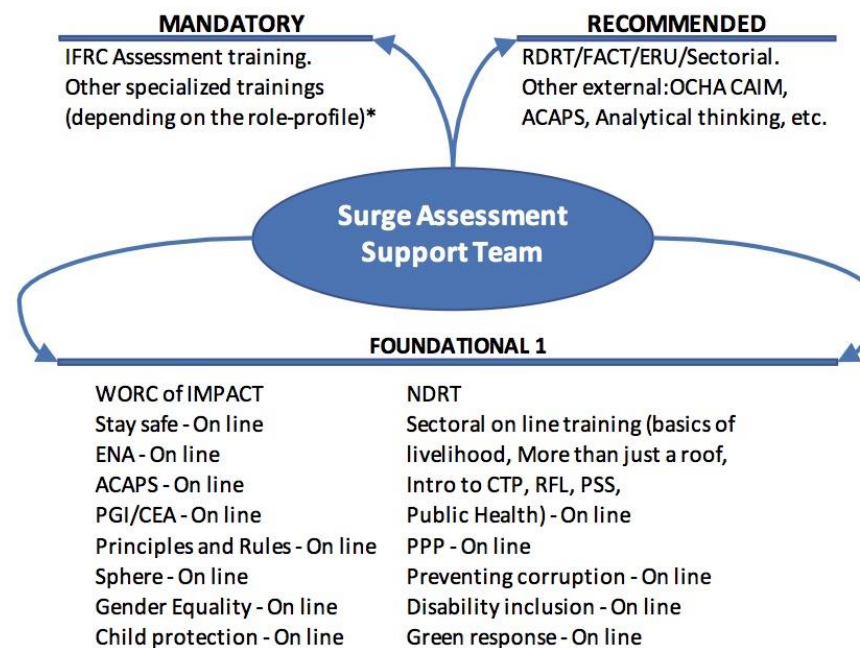 MANDATORY
IFRC Assessment training.
Other specialized trainings
(depending on the role-profile)*
RECOMMENDED
RDRT/FACT/ERU/Sectorial.
Other external:OCHA CAIM,
ACAPS, Analytical thinking, etc.
Surge Assessment
Support Team
FOUNDATIONAL 1
WORC of IMPACT
Stay safe - On line
ENA - On line
ACAPS - On line
PGI/CEA - On line
Principles and Rules - On line
Sphere - On line
Gender Equality - On line
Child protection - On line
NDRT
Sectoral on line training (basics of
livelihood, More than just a roof,
Intro to CTP, RFL, PSS,
Public Health) - On line
PPP - On line
Preventing corruption - On line
Disability inclusion - On line
Green response - On line